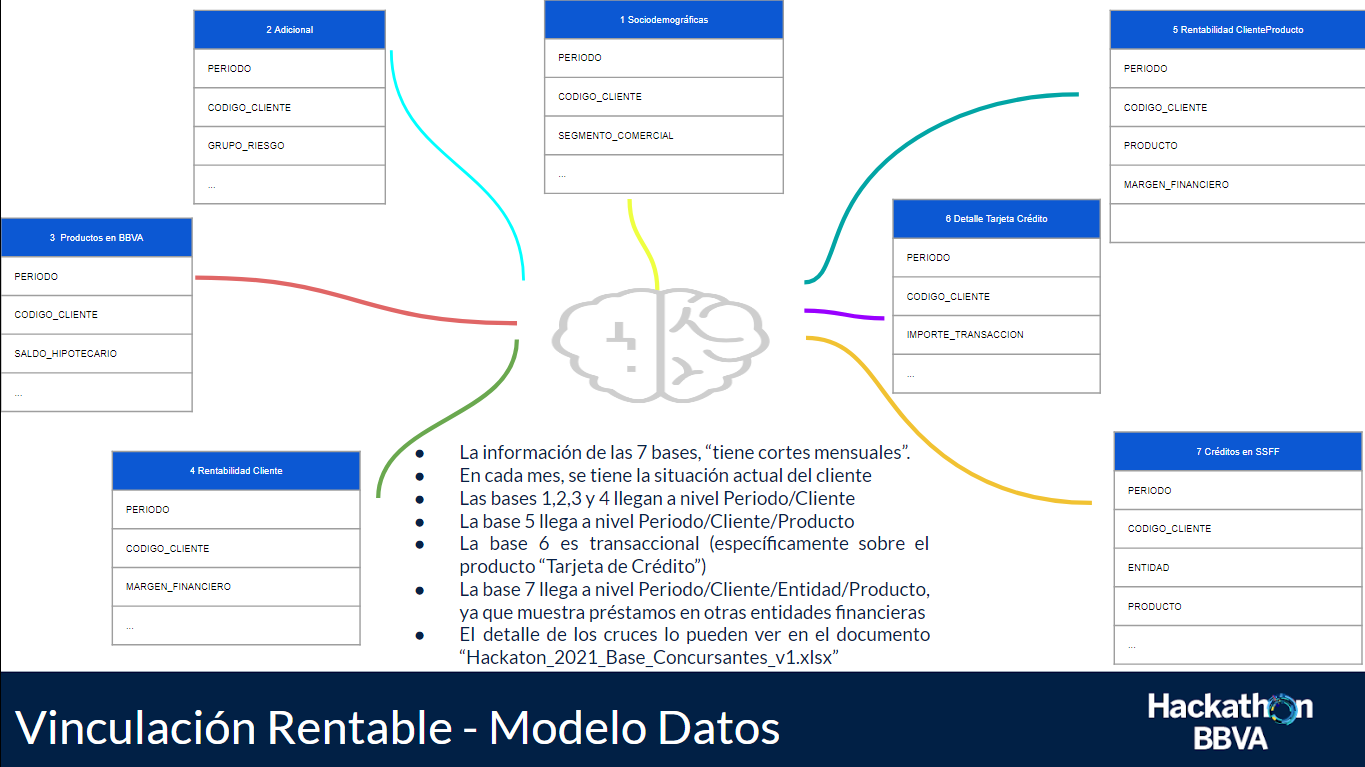 2 Adicional
PERIODO
CODIGO_CLIENTE
GRUPO_RIESGO
...
1 Sociodemográficas
PERIODO
CODIGO_CLIENTE
SEGMENTO_COMERCIAL
...
5 Rentabilidad ClienteProducto
PERIODO
CODIGO_CLIENTE
PRODUCTO
MARGEN_FINANCIERO
3 Productos en BBVA
PERIODO
CODIGO_CLIENTE
SALDO_HIPOTECARIO
...
6 Detalle Tarjeta Crédito
PERIODO
CODIGO_CLIENTE
IMPORTE_TRANSACCION
...
4 Rentabilidad Cliente
PERIODO
CODIGO_CLIENTE
MARGEN_FINANCIERO
...
7 Créditos en SSFF
PERIODO
CODIGO_CLIENTE
ENTIDAD
PRODUCTO
...
● La información de las 7 bases, “tiene cortes mensuales”.
● En cada mes, se tiene la situación actual del cliente
● Las bases 1,2,3 y 4 llegan a nivel Periodo/Cliente
● La base 5 llega a nivel Periodo/Cliente/Producto
● La base 6 es transaccional (específicamente sobre el
producto “Tarjeta de Crédito”)
● La base 7 llega a nivel Periodo/Cliente/Entidad/Producto,
ya que muestra préstamos en otras entidades financieras
● El detalle de los cruces lo pueden ver en el documento
“Hackaton_2021_Base_Concursantes_v1.xlsx”
Vinculación Rentable - Modelo Datos
Hackathon
BBVA